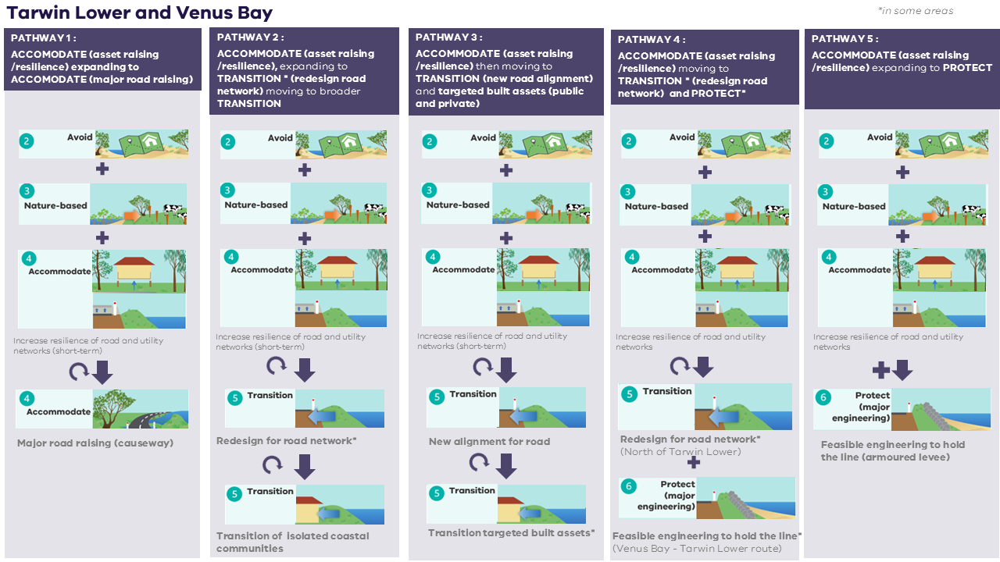 Tarwin Lower and Venus Bay
*in some areas
PATHWAY 1 :
ACCOMODATE (asset raising
/resilience) expanding to
ACCOMODATE (major road raising)
2
Avoid
3
Nature-based
4
Accommodate
Increase resilience of road and utility
networks (short-term)
4
Accommodate
Major road raising (causeway)
PATHWAY 2 :
ACCOMMODATE (asset raising
/resilience), expanding to
TRANSITION * (redesign road
network) moving to broader
TRANSITION
2
Avoid
3
Nature-based
4
Accommodate
Increase resilience of road and utility
networks (short-term)
5
Transition
Redesign for road network*
5
Transition
Transition of isolated coastal
communities
PATHWAY 3 :
ACCOMMODATE (asset raising
/resilience) then moving to
TRANSITION (new road alignment)
and targeted built assets (public
and private)
2
Avoid
3
Nature-based
4
Accommodate
Increase resilience of road and utility
networks (short-term)
5
Transition
New alignment for road
5
Transition
Transition targeted built assets*
PATHWAY 4 :
ACCOMMODATE (asset raising
/resilience) moving to
TRANSITION * (redesign road
network) and PROTECT*
2
Avoid
3
Nature-based
4
Accommodate
Increase resilience of road and utility
networks
5
Transition
Redesign for road network*
(North of Tarwin Lower)
6
Protect
(major
engineering)
Feasible engineering to hold the line*
(Venus Bay - Tarwin Lower route)
PATHWAY 5 :
ACCOMMODATE (asset raising
/resilience) expanding to PROTECT
2
Avoid
3
Nature-based
4
Accommodate
Increase resilience of road and utility
networks
6
Protect
(major
engineering)
Feasible engineering to hold
the line (armoured levee)